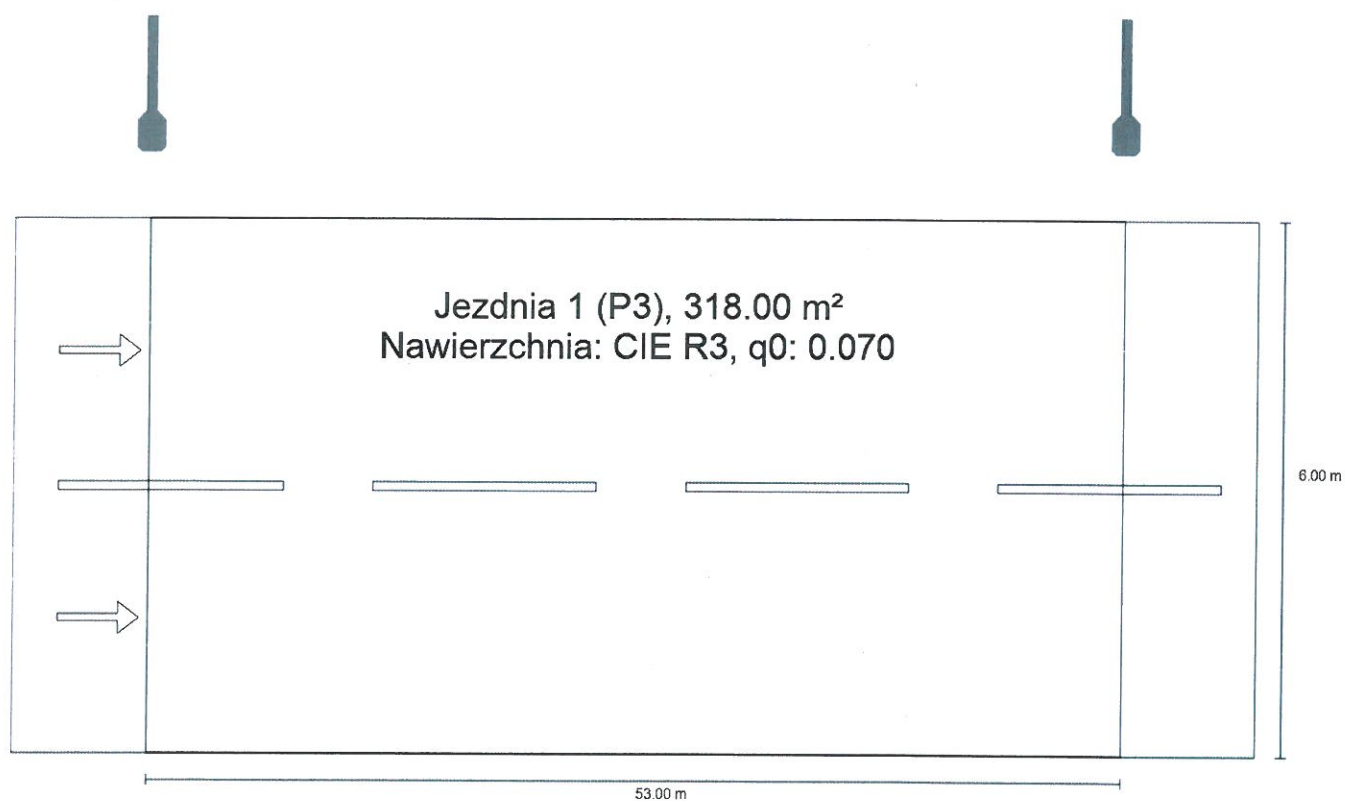 Jezdnia 1 (P3), 318.00 m²
Nawierzchnia: CIE R3, q0: 0.070
6.00 m
53.00 m